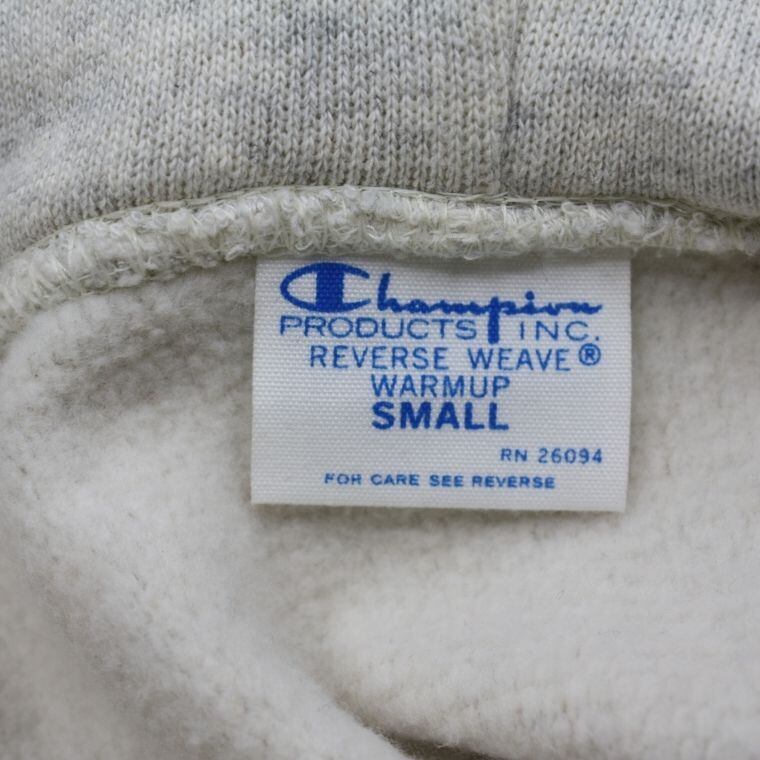 Champion
PRODUCTS INC.
REVERSE WEAVE®
WARMUP
SMALL
RN 26094
FOR CARE SEE REVERSE